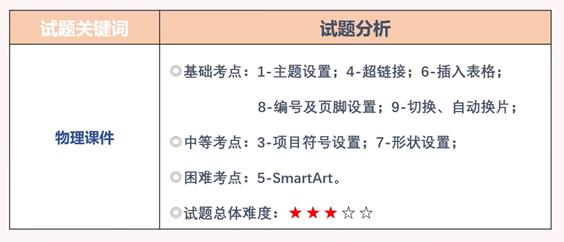 试题关键词
试题分析
物理课件
◎基础考点：1-主题设置；4-超链接；6-插入表格；
8-编号及页脚设置；9-切换、自动换片；
◎中等考点：3-项目符号设置；7-形状设置；
◎困难考点：5-SmartArt。
◎试题总体难度：★★★☆☆